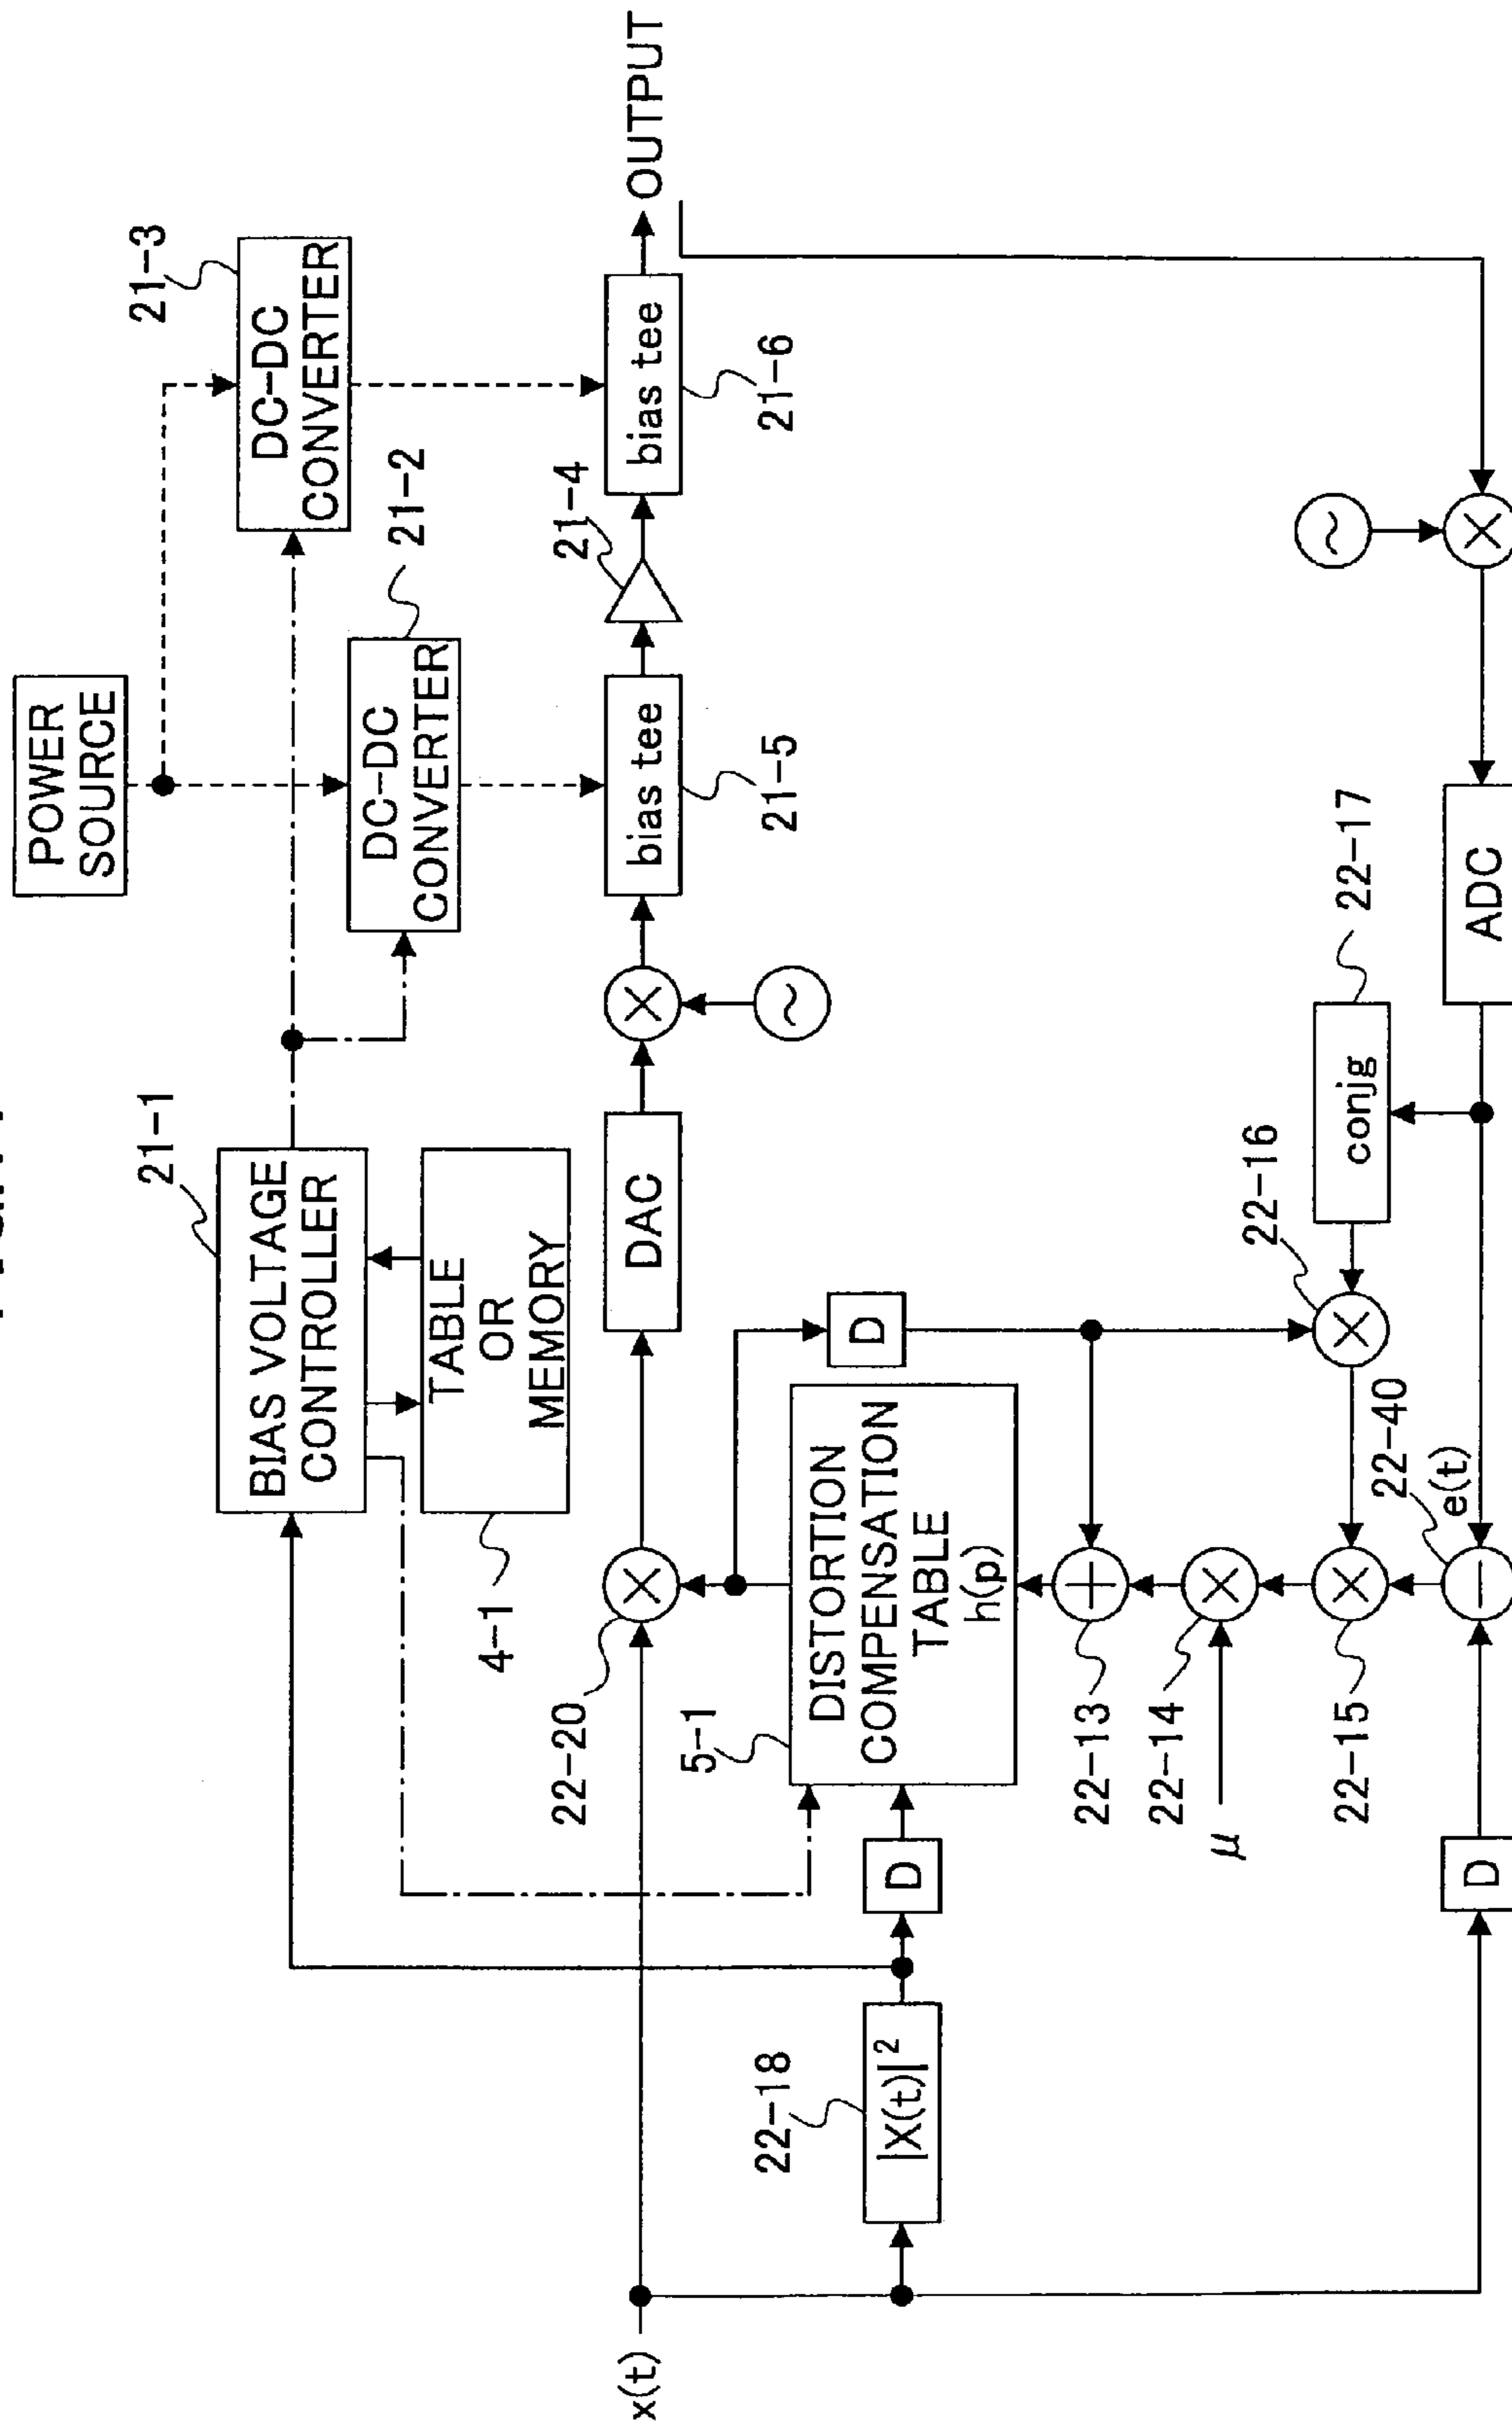 POWER
SOURCE
21-3
DC-DC
CONVERTER
21-2
DC-DC
CONVERTER
21-1
BIAS VOLTAGE
CONTROLLER
TABLE
OR
MEMORY
4-1
x(t)
22-20
DAC
bias tee
21-5
21-4
bias tee
21-6
OUTPUT
22-18
|X(t)|²
D
5-1
DISTORTION
COMPENSATION
TABLE
h(p)
D
22-13
22-14
μ
22-15
22-16
conjg
22-17
22-40
e(t)
D
ADC